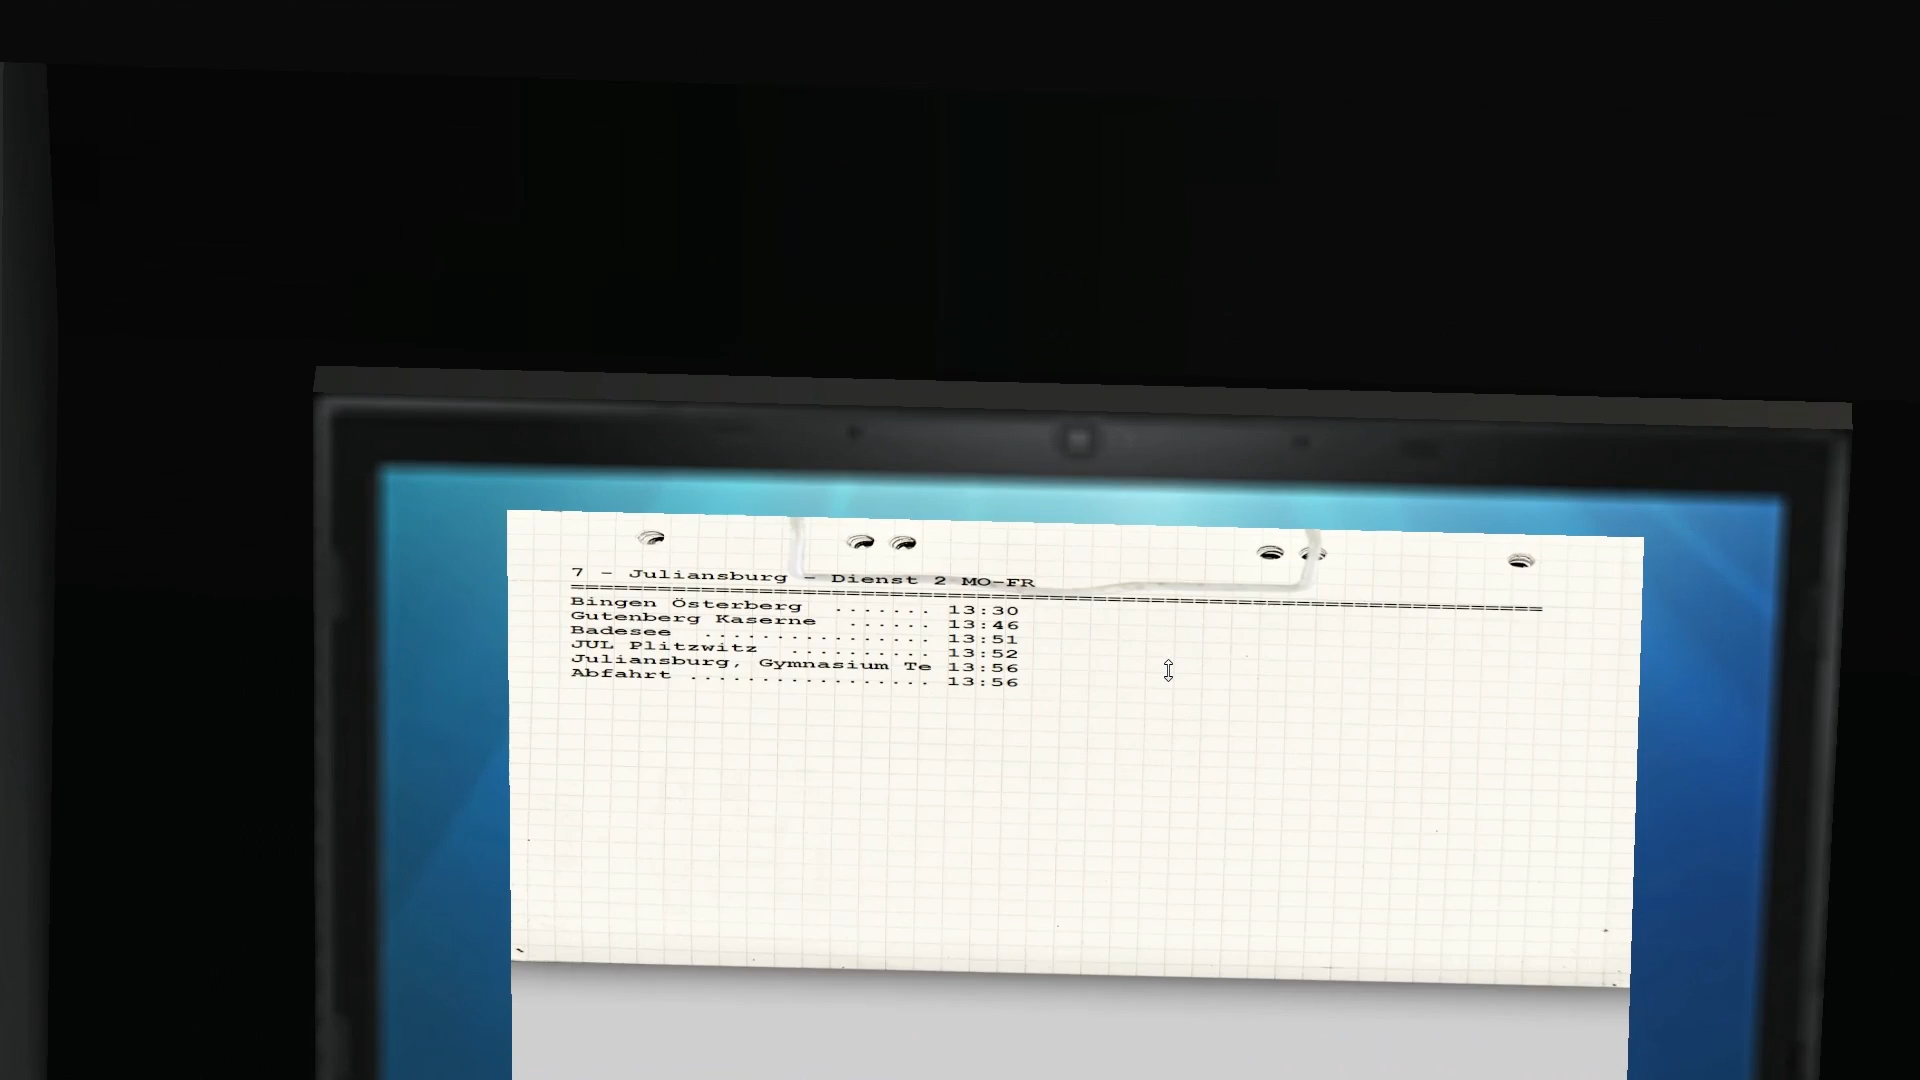 7 - Juliansburg - Dienst 2 MO-FR
===================================================================
Bingen Österberg ....... 13:30
Gutenberg Kaserne ...... 13:46
Badesee ................ 13:51
JUL Plitzwitz .......... 13:52
Juliansburg, Gymnasium Te 13:56
Abfahrt ................. 13:56